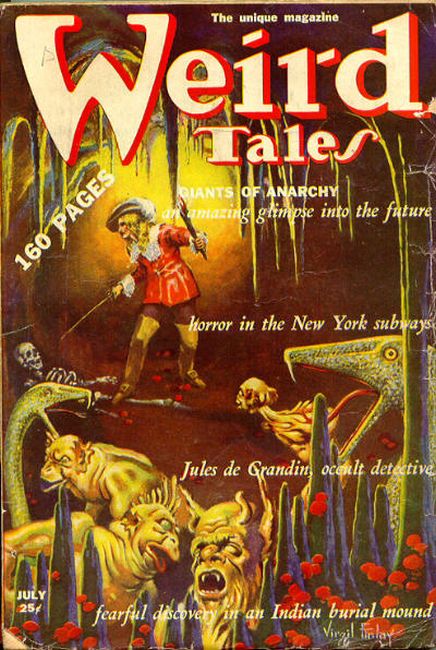 The unique magazine
Weird
Tales
160 PAGES
GIANTS OF ANARCHY
an amazing glimpse into the future
horror in the New York subways
Jules de Grandin, occult detective
JULY
25¢
fearful discovery in an Indian burial mound
Virgil Finlay